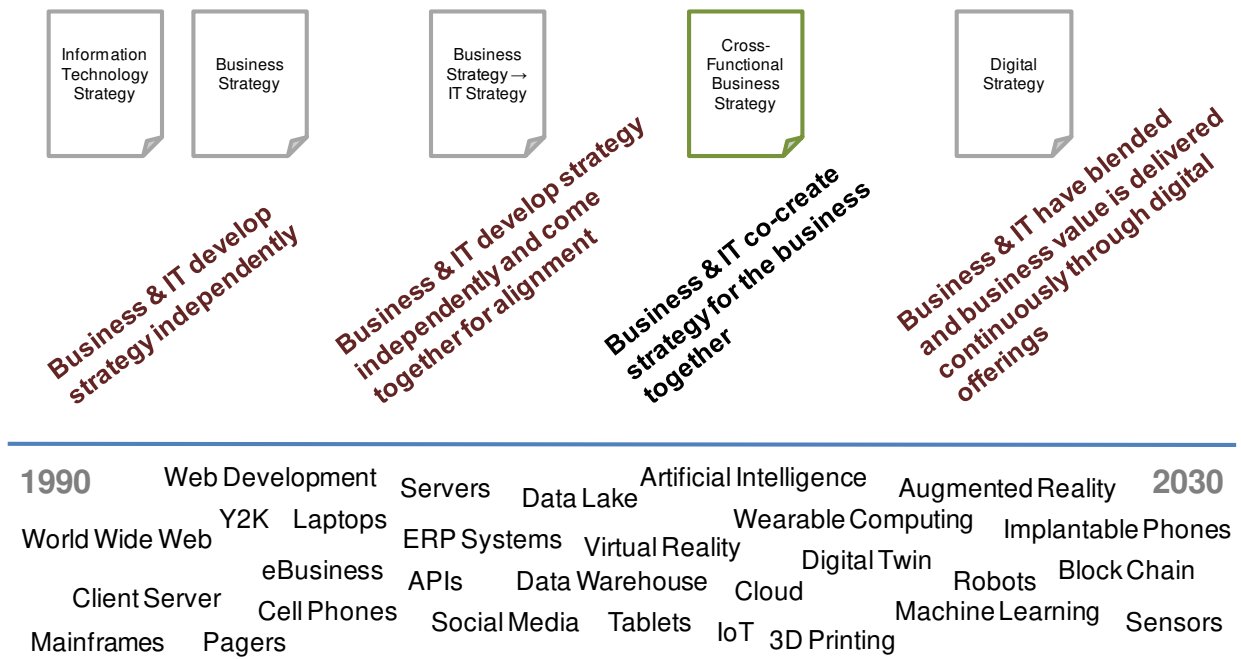 Information
Technology
Strategy
Business
Strategy
Business
Strategy →
IT Strategy
Cross-
Functional
Business
Strategy
Digital
Strategy
Business & IT develop
strategy independently
Business & IT develop strategy
independently and come
together for alignment
Business & IT co-create
strategy for the business
together
Business & IT have blended
and business value is delivered
continuously through digital
offerings
1990
Web Development
Servers
Data Lake
Artificial Intelligence
Augmented Reality
2030
World Wide Web
Y2K
Laptops
ERP Systems
Virtual Reality
Wearable Computing
Implantable Phones
eBusiness
APIs
Data Warehouse
Cloud
Digital Twin
Robots
Block Chain
Client Server
Cell Phones
Social Media
Tablets
IoT
Machine Learning
Sensors
Mainframes
Pagers
3D Printing